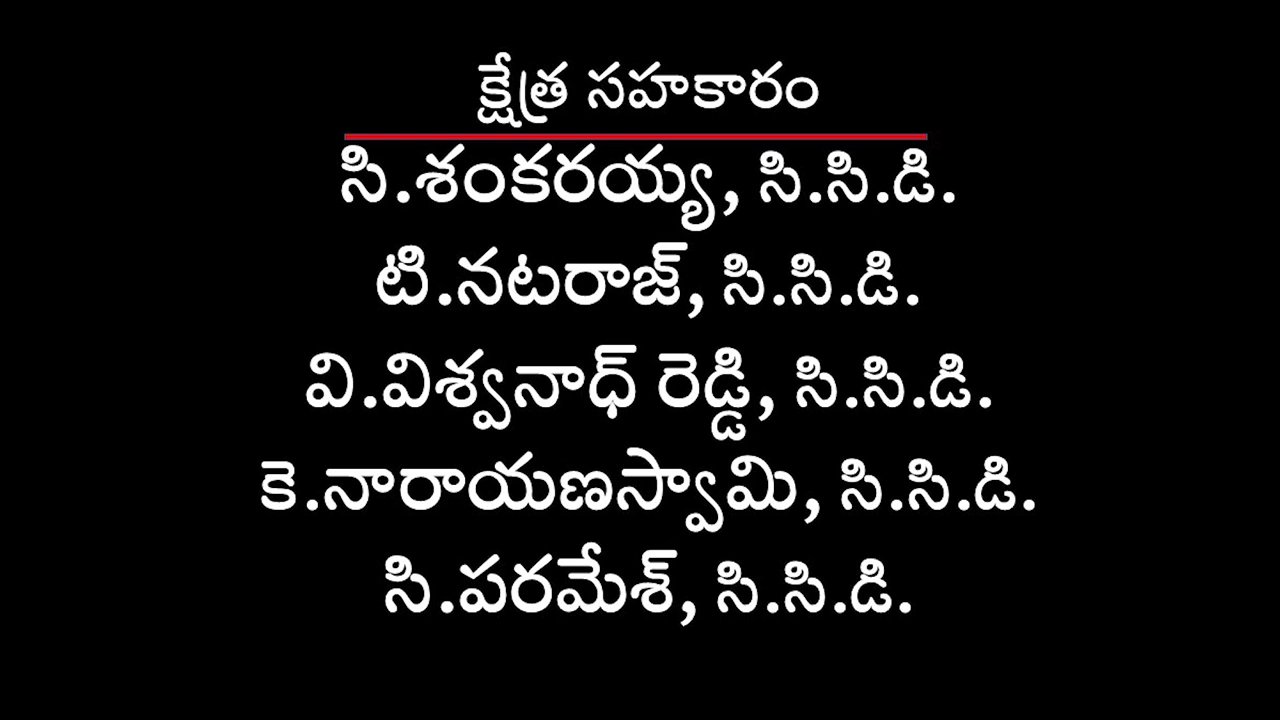 క్షేత్ర సహకారం
సి.శంకరయ్య, సి.సి.డి.
టి.నటరాజ్, సి.సి.డి.
వి.విశ్వనాధ్ రెడ్డి, సి.సి.డి.
కె.నారాయణస్వామి, సి.సి.డి.
సి.పరమేశ్, సి.సి.డి.